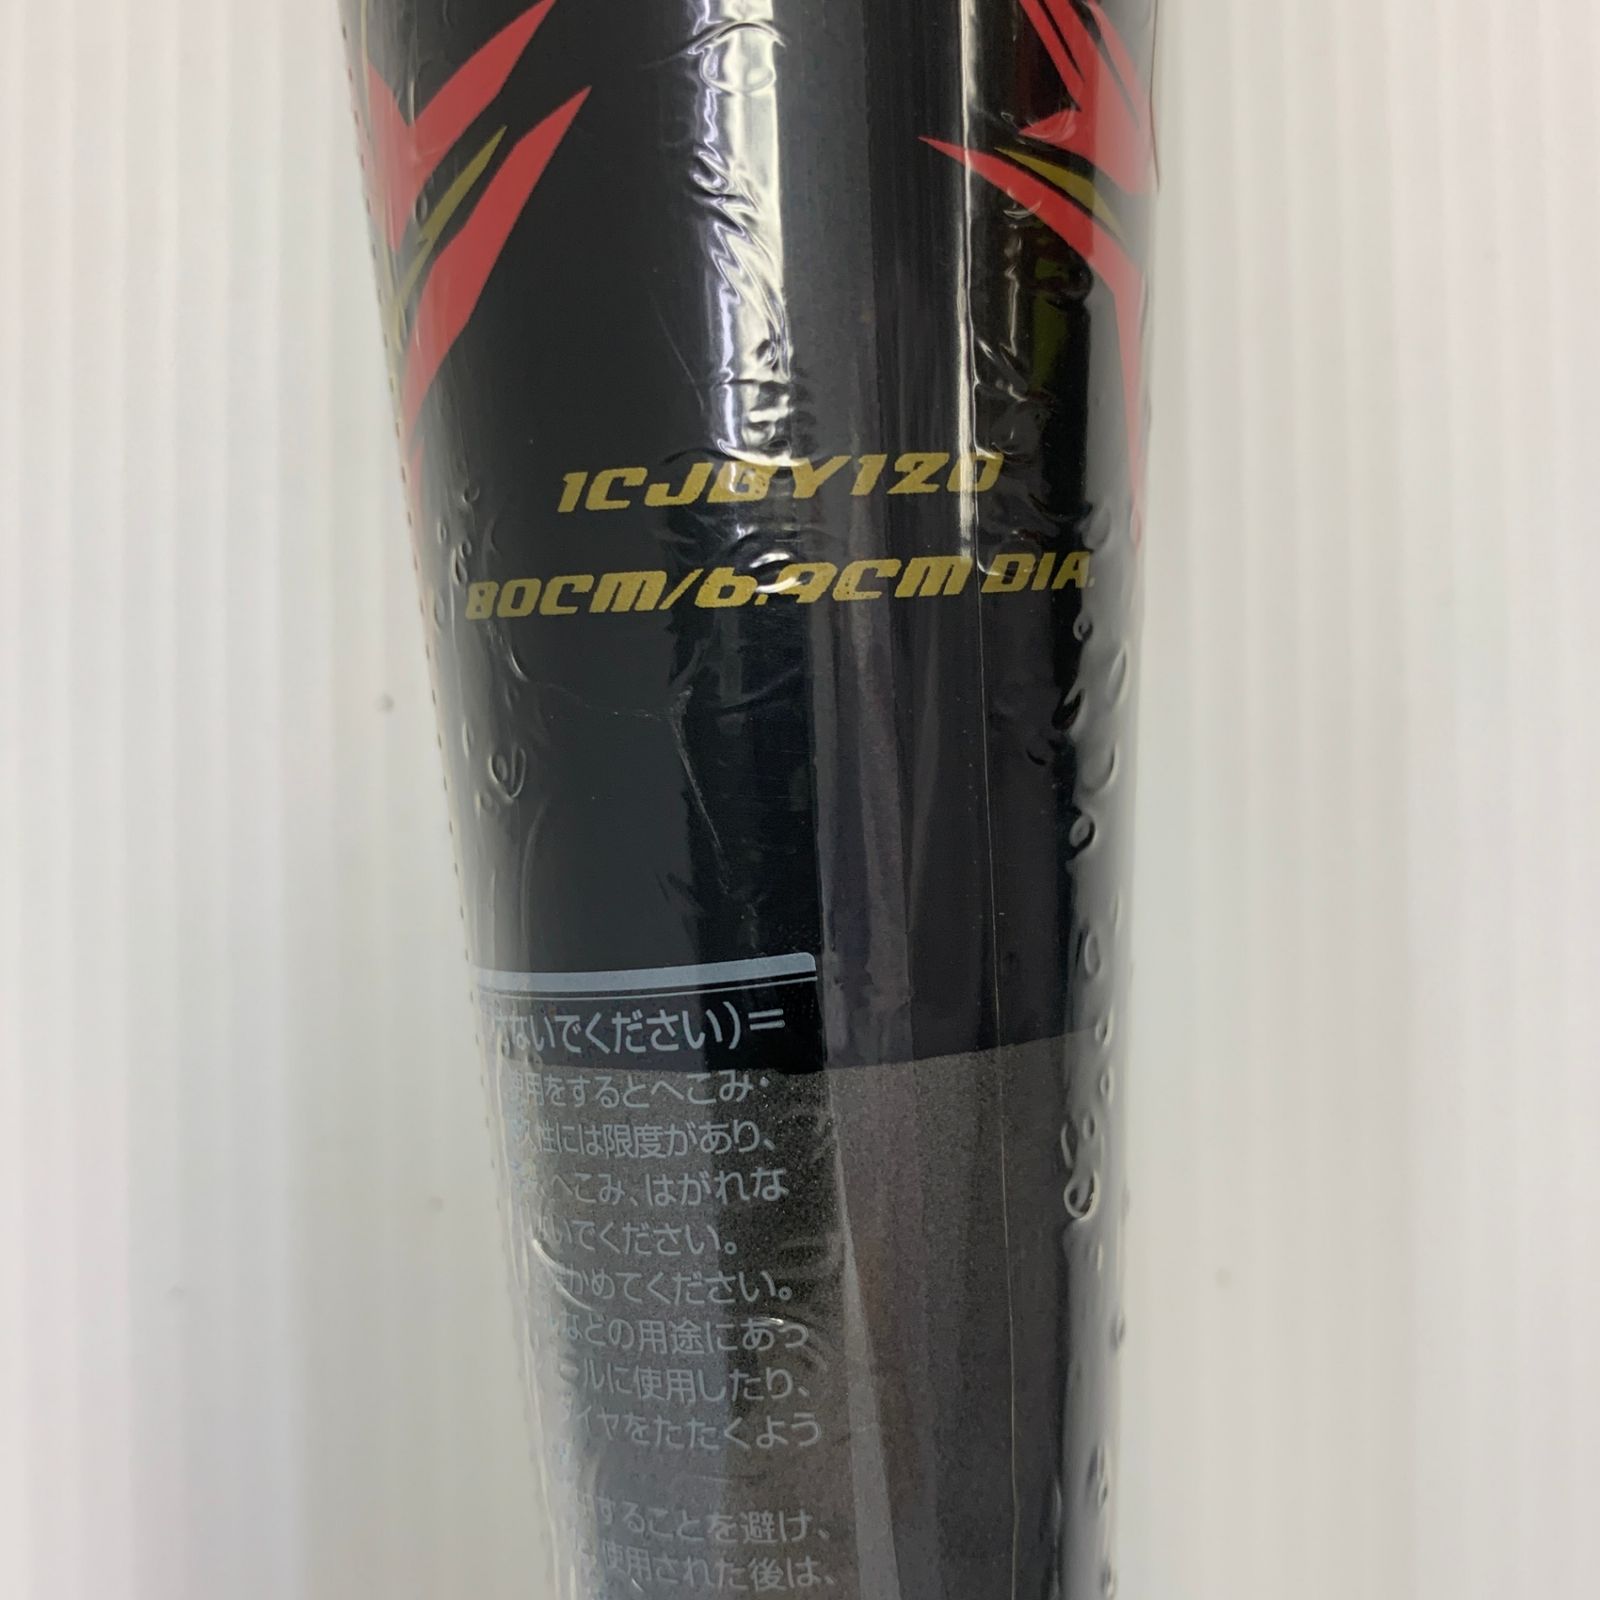 1CJBY120
80CM/6.9CM DIA.
ないでください)=
使用をするとへこみ・
久性には限度があり、
へこみ、はがれな
いでください。
かめてください。
などの用途にあつ
ルに使用したり、
タイヤをたたくよう
することを避け、
使用された後は、